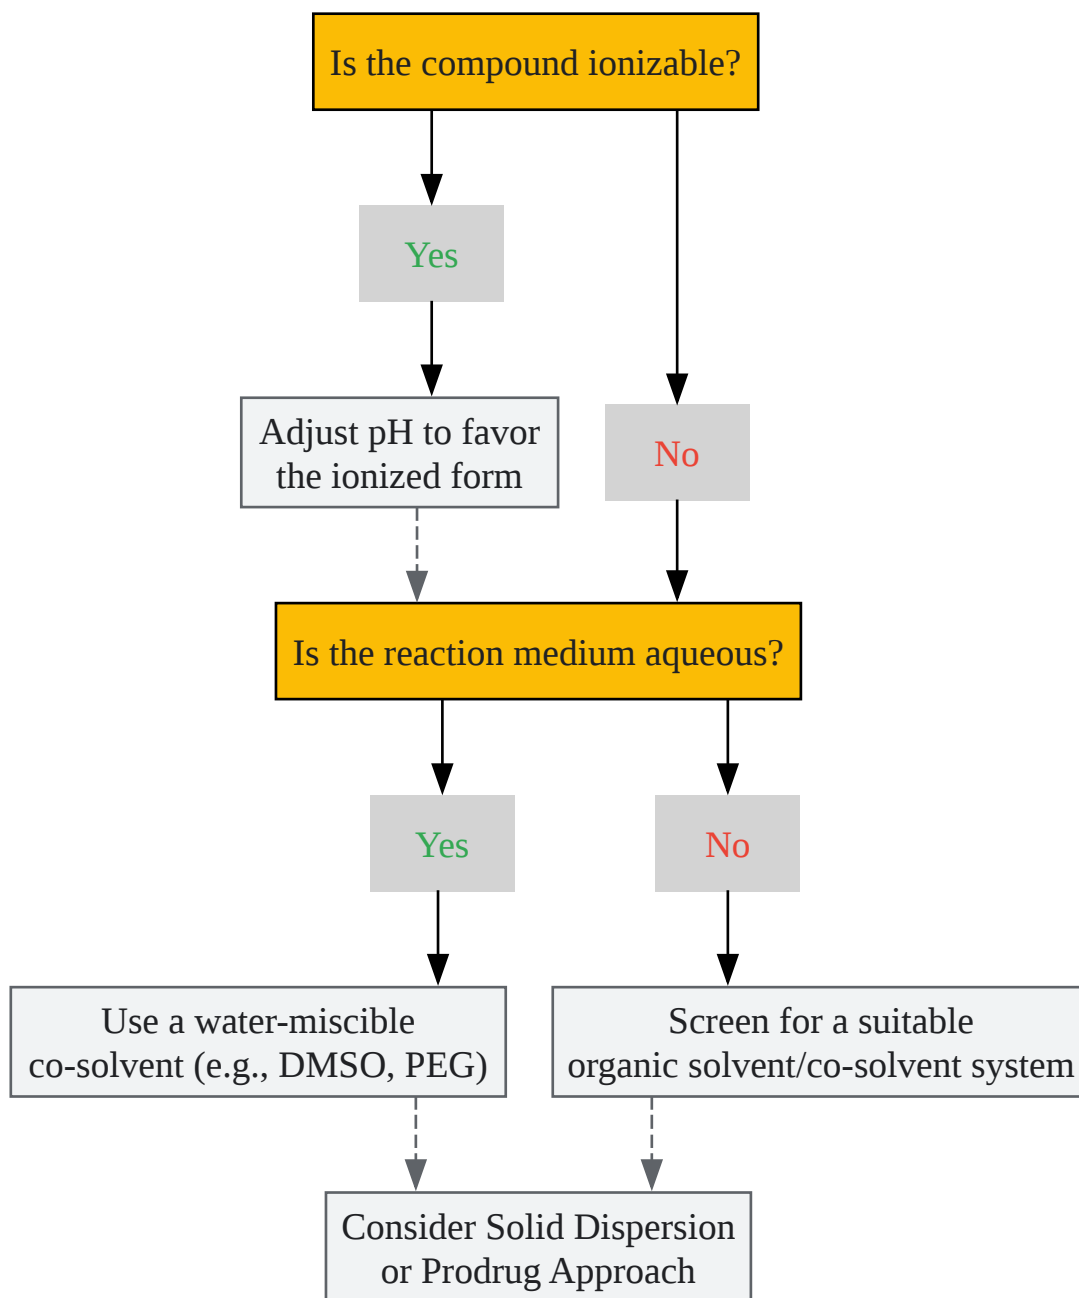 Is the compound ionizable?
Yes
Adjust pH to favor
the ionized form
No
Is the reaction medium aqueous?
Yes
No
Use a water-miscible
co-solvent (e.g., DMSO, PEG)
Screen for a suitable
organic solvent/co-solvent system
Consider Solid Dispersion
or Prodrug Approach